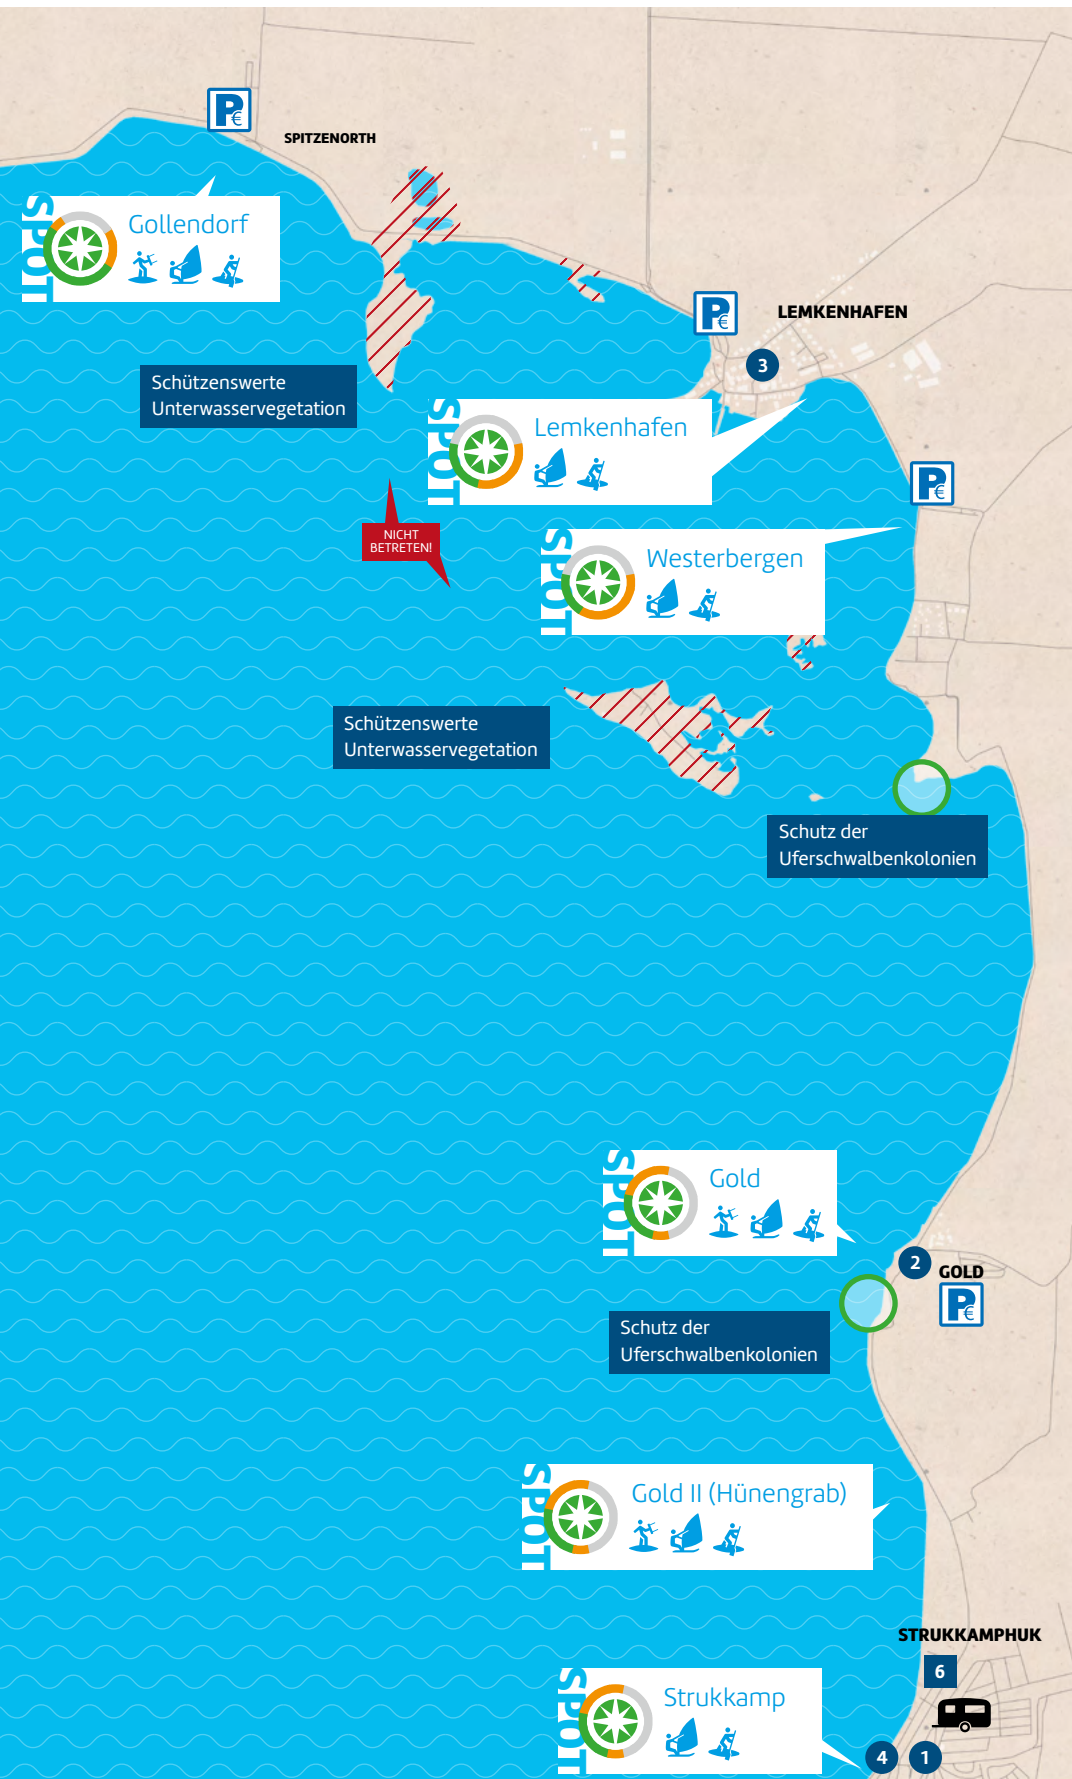 P€
SPITZENORTH
SPOT
Gollendorf
P€
LEMKENHAFEN
3
Schützenswerte
Unterwasservegetation
SPOT
Lemkenhafen
P€
NICHT
BETRETEN!
SPOT
Westerbergen
Schützenswerte
Unterwasservegetation
Schutz der
Uferschwalbenkolonien
SPOT
Gold
2
GOLD
P€
Schutz der
Uferschwalbenkolonien
SPOT
Gold II (Hünengrab)
STRUKKAMPHUK
6
SPOT
Strukkamp
4
1